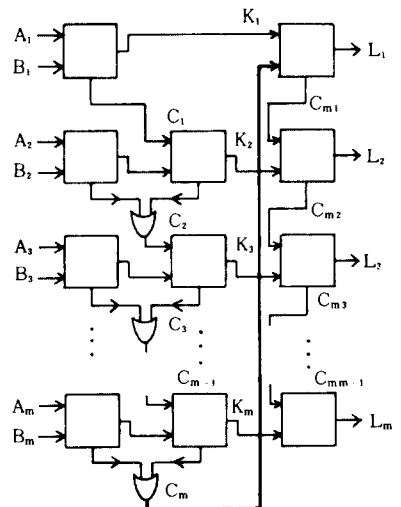 K₁
A₁
B₁
L₁
C₁
Cₘ₁
A₂
B₂
K₂
L₂
C₂
Cₘ₂
A₃
B₃
K₃
L₃
C₃
Cₘ₃
Cₘ₋₁
Cₘₘ₋₁
Aₘ
Bₘ
Kₘ
Lₘ
Cₘ